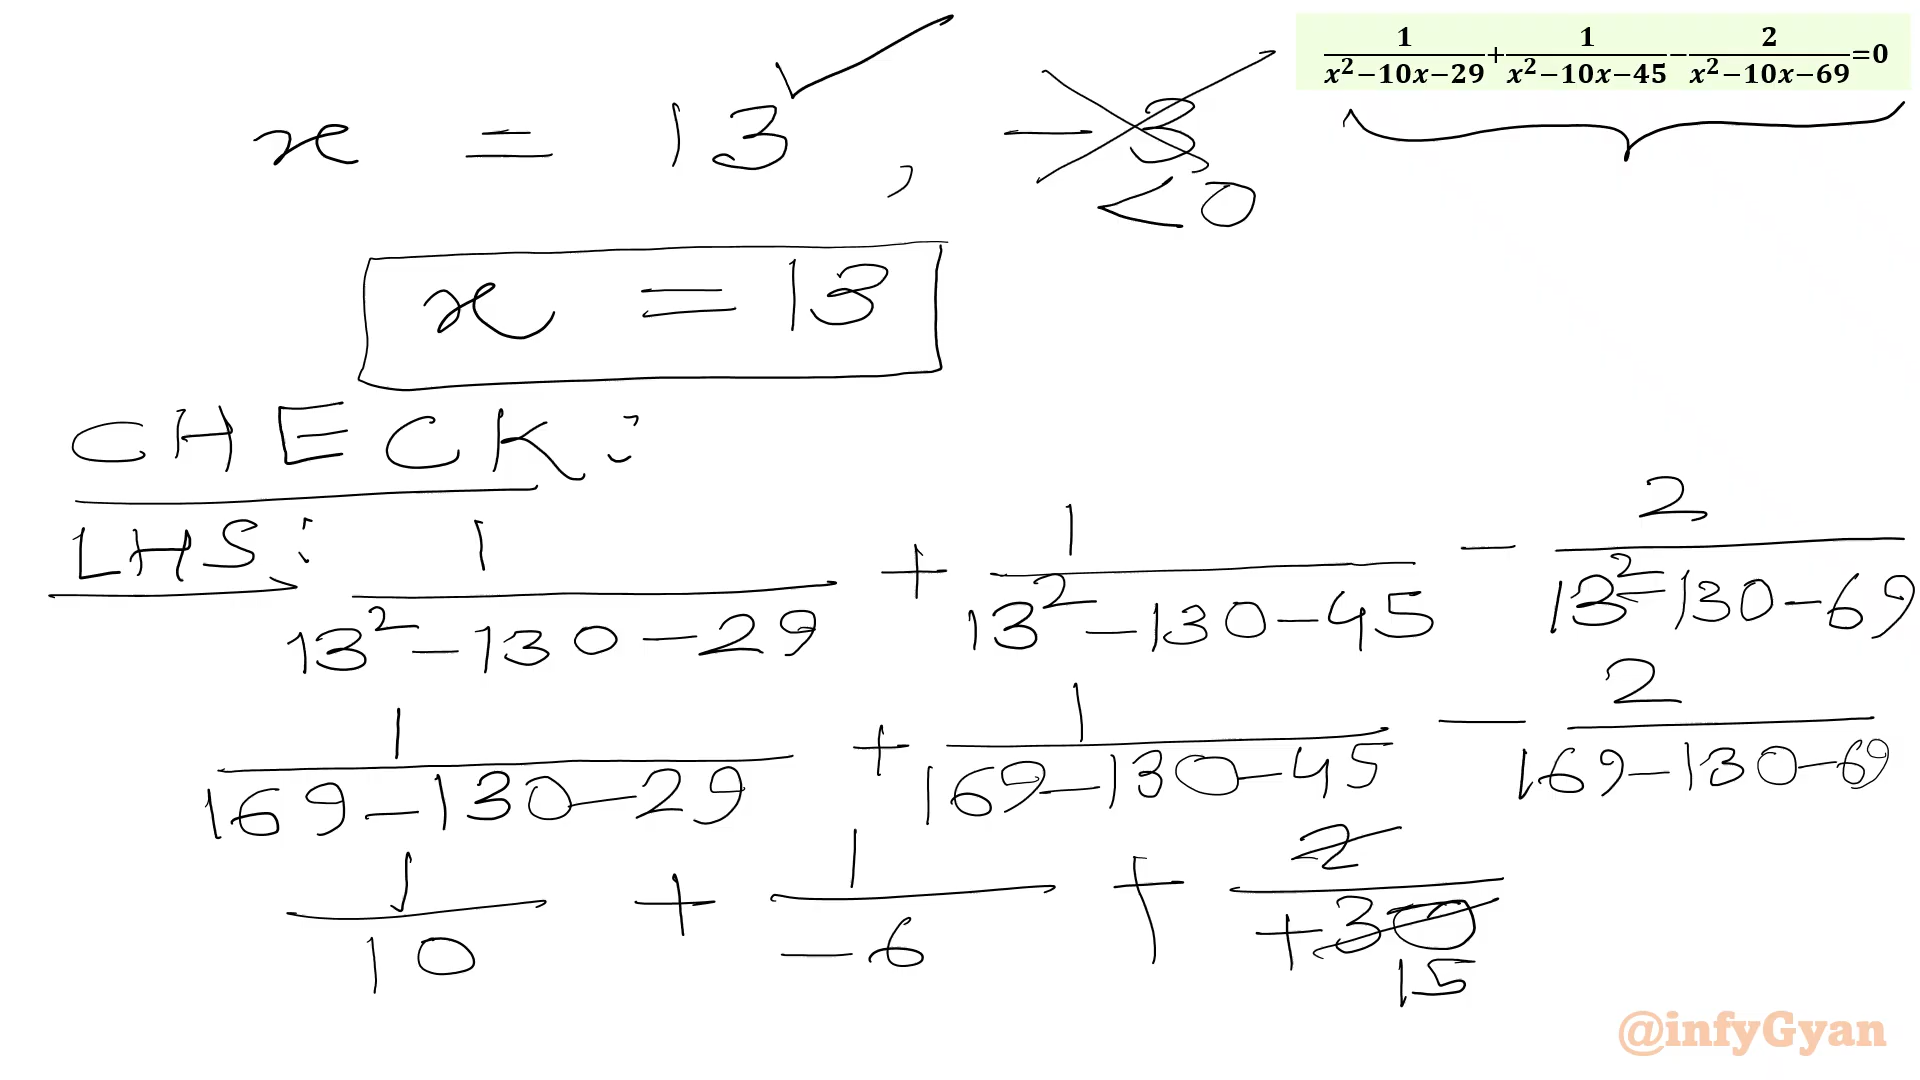 1/(x²−10x−29) + 1/(x²−10x−45) − 2/(x²−10x−69) = 0
x = 13, −3
<0
x = 13
CHECK:
LHS: 1/(13²−130−29) + 1/(13²−130−45) − 2/(13²−130−69)
1/(169−130−29) + 1/(169−130−45) − 2/(169−130−69)
1/10 + 1/−6 + 2/+30
15
@infyGyan